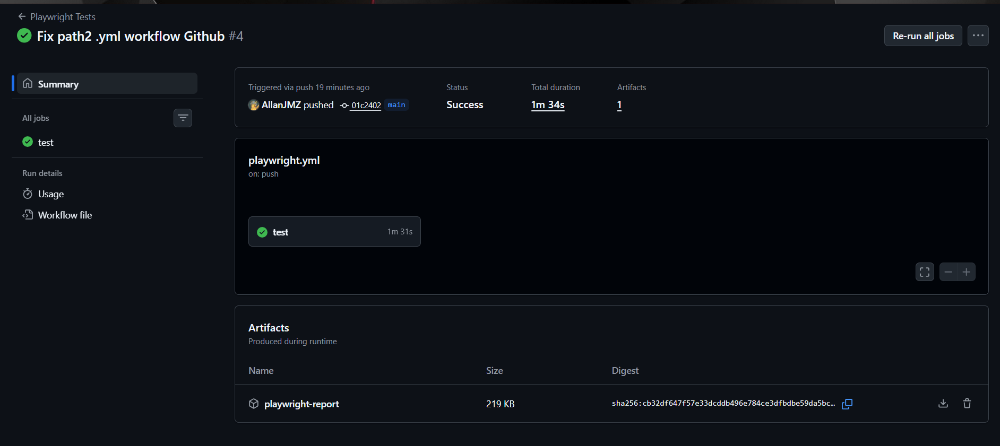 Playwright Tests
Fix path2 .yml workflow Github #4
Re-run all jobs
Summary
All jobs
test
Run details
Usage
Workflow file
Triggered via push 19 minutes ago
AllanJMZ pushed 01c2402 main
Status
Success
Total duration
1m 34s
Artifacts
1
playwright.yml
on: push
test 1m 31s
Artifacts
Produced during runtime
Name Size Digest
playwright-report 219 KB sha256:cb32df647f57e33dcddb496e784ce3dfbdbe59da5bc…